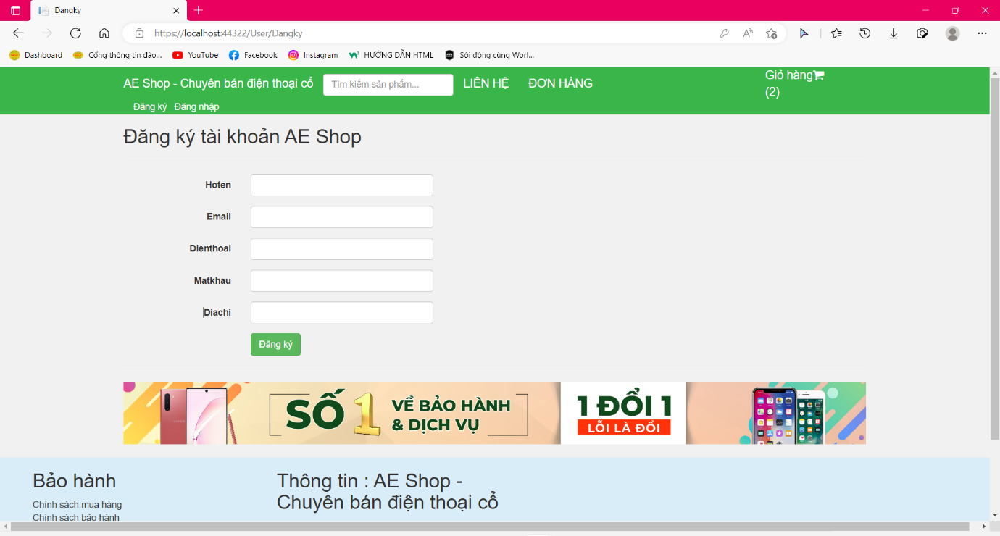 Dangky
https://localhost:44322/User/Dangky
Dashboard
Cổng thông tin đào...
YouTube
Facebook
Instagram
HƯỚNG DẪN HTML
Sôi động cùng Worl...
AE Shop - Chuyên bán điện thoại cổ
Tìm kiếm sản phẩm...
LIÊN HỆ
ĐƠN HÀNG
Giỏ hàng
(2)
Đăng ký Đăng nhập
Đăng ký tài khoản AE Shop
Hoten
Email
Dienthoai
Matkhau
Diachi
Đăng ký
SỐ 1 VỀ BẢO HÀNH
& DỊCH VỤ
1 ĐỔI 1
LỖI LÀ ĐỔI
Bảo hành
Chính sách mua hàng
Chính sách bảo hành
Thông tin : AE Shop -
Chuyên bán điện thoại cổ